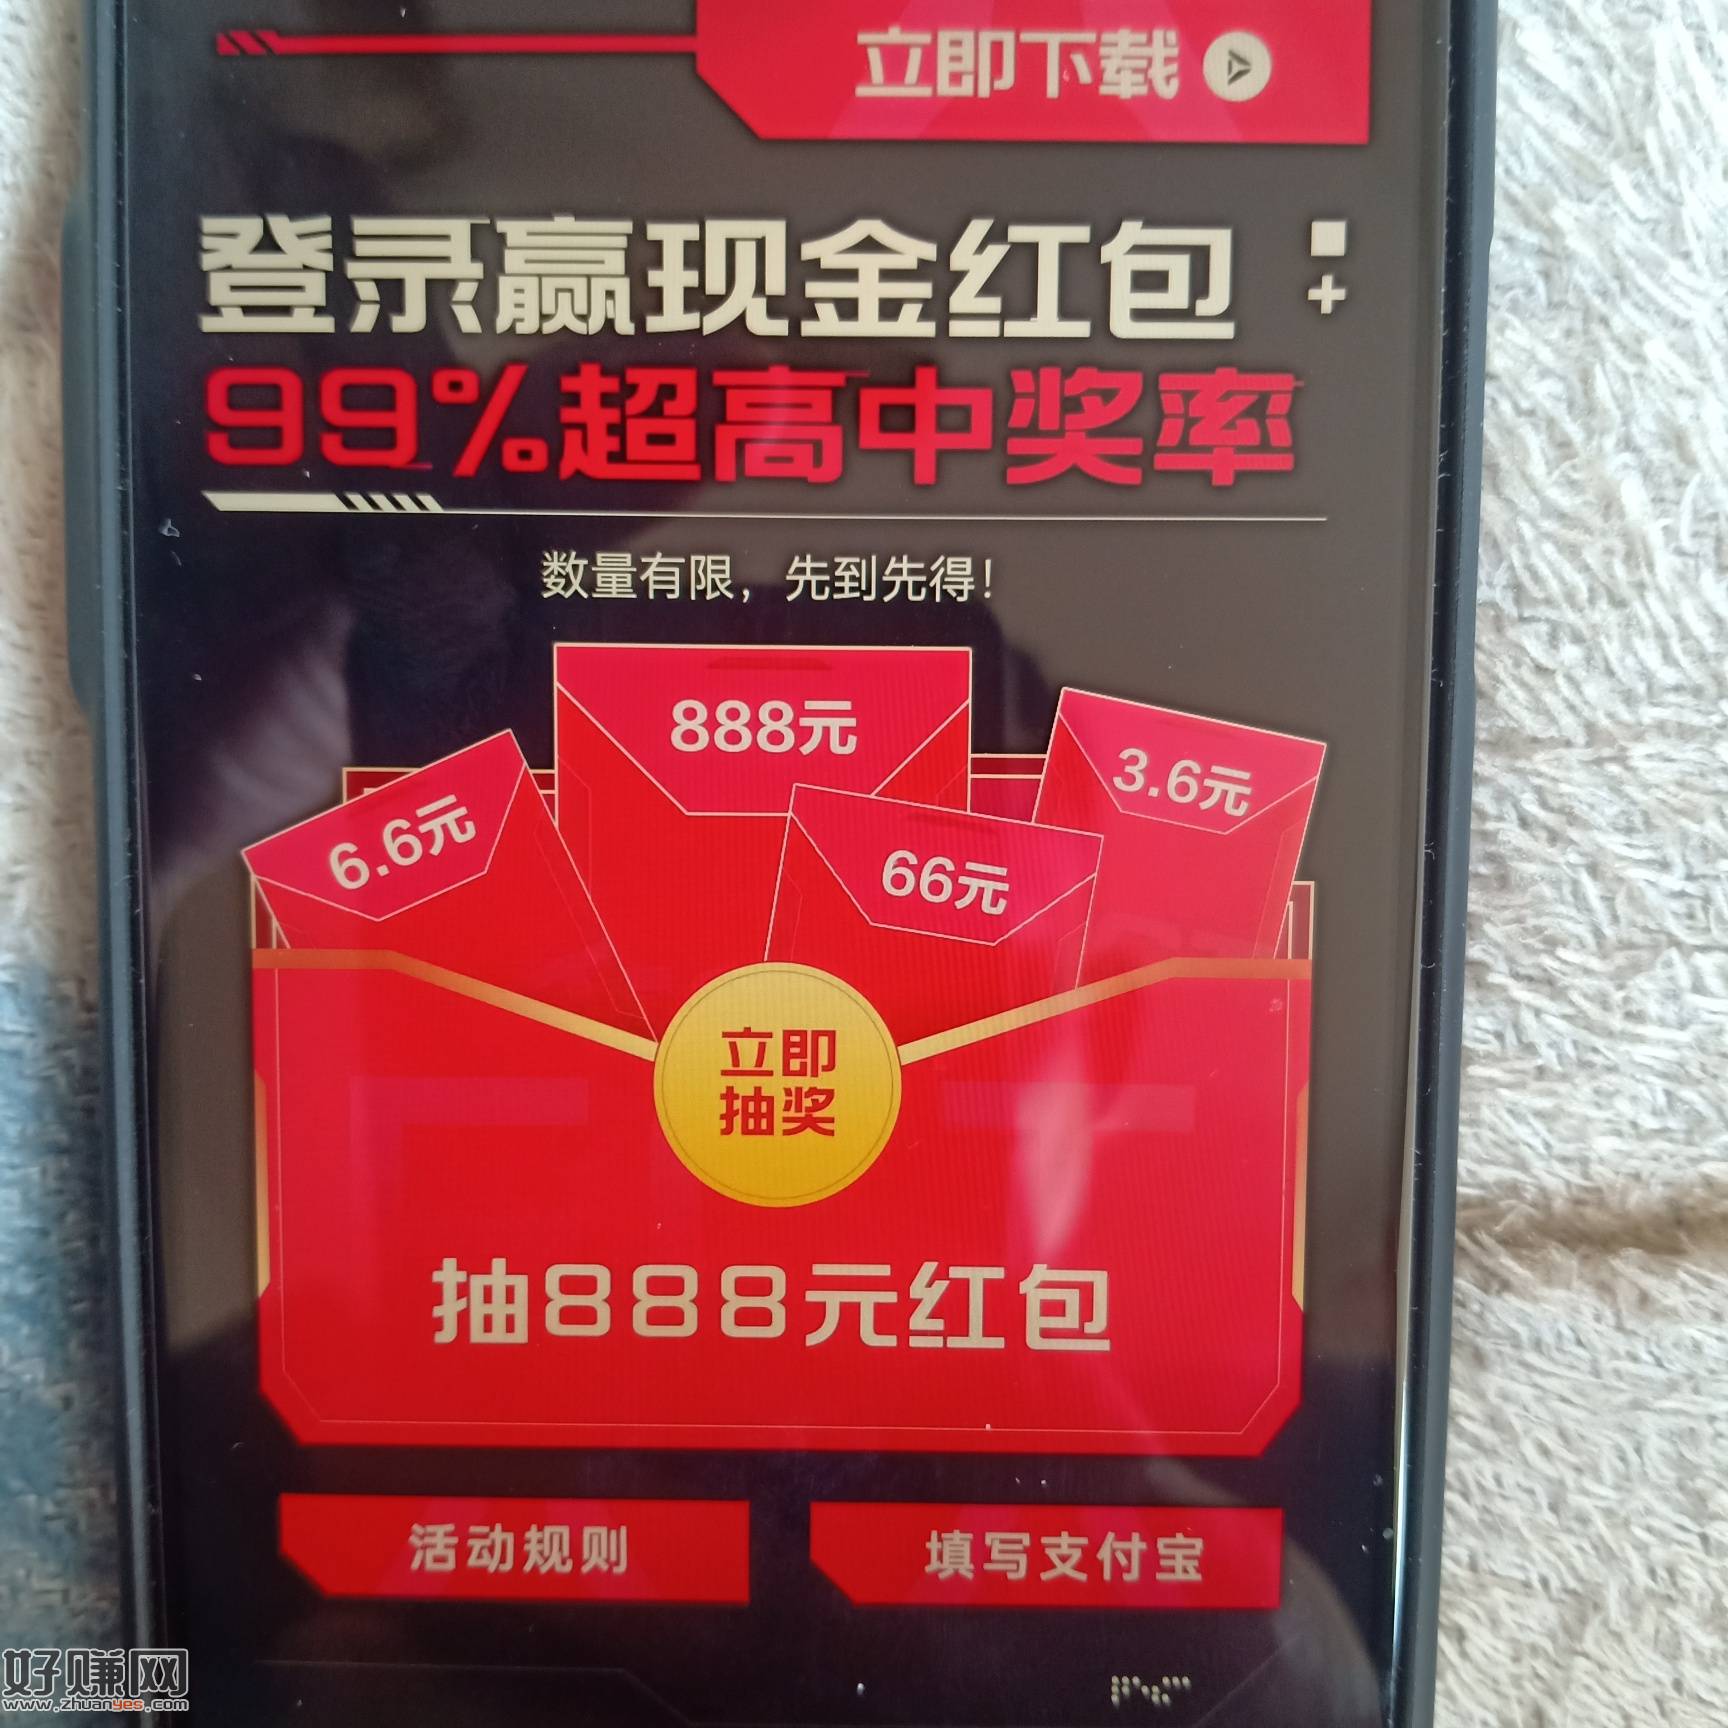 立即下载
登录赢现金红包
99%超高中奖率
数量有限，先到先得！
888元
3.6元
6.6元
66元
立即
抽奖
抽888元红包
活动规则
填写支付宝
好赚网
www.zhuanyes.com